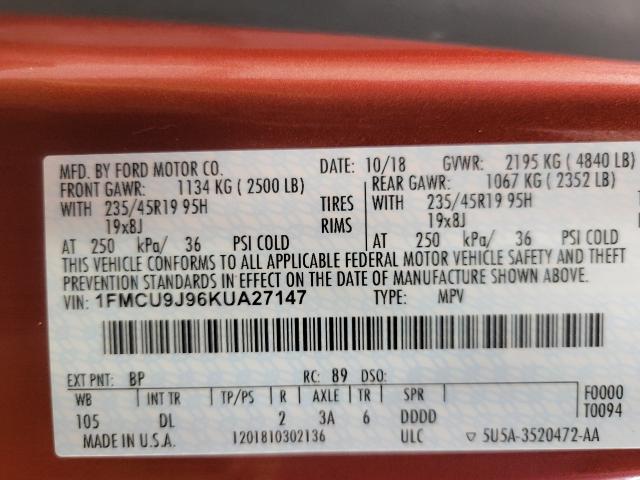 MFD. BY FORD MOTOR CO. DATE: 10/18 GVWR: 2195 KG ( 4840 LB)
FRONT GAWR: 1134 KG ( 2500 LB) REAR GAWR: 1067 KG ( 2352 LB)
WITH 235/45R19 95H TIRES WITH 235/45R19 95H
19x8J RIMS 19x8J
AT 250 kPa/ 36 PSI COLD AT 250 kPa/ 36 PSI COLD
THIS VEHICLE CONFORMS TO ALL APPLICABLE FEDERAL MOTOR VEHICLE SAFETY AND THEFT
PREVENTION STANDARDS IN EFFECT ON THE DATE OF MANUFACTURE SHOWN ABOVE.
VIN: 1FMCU9J96KUA27147 TYPE: MPV
EXT PNT: BP RC: 89 DSO:
WB INT TR TP/PS R AXLE TR SPR F0000
105 DL 2 3A 6 DDDD T0094
MADE IN U.S.A. 1201810302136 ULC ▽ 5U5A-3520472-AA